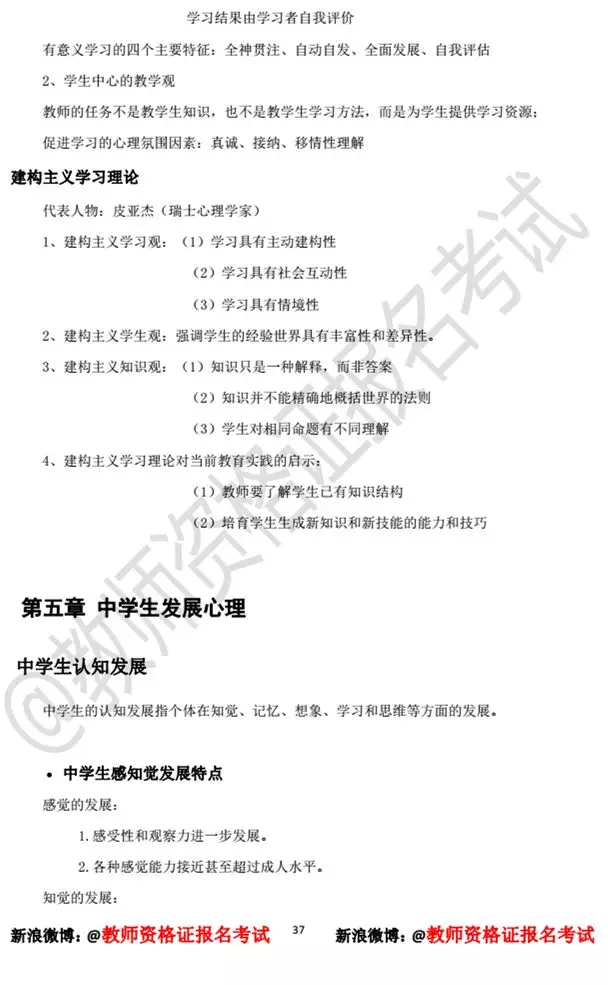 学习结果由学习者自我评价
有意义学习的四个主要特征：全神贯注、自动自发、全面发展、自我评估
2、学生中心的教学观
教师的任务不是教学生知识，也不是教学生学习方法，而是为学生提供学习资源；
促进学习的心理氛围因素：真诚、接纳、移情性理解
建构主义学习理论
代表人物：皮亚杰（瑞士心理学家）
1、建构主义学习观：（1）学习具有主动建构性
（2）学习具有社会互动性
（3）学习具有情境性
2、建构主义学生观：强调学生的经验世界具有丰富性和差异性。
3、建构主义知识观：（1）知识只是一种解释，而非答案
（2）知识并不能精确地概括世界的法则
（3）学生对相同命题有不同理解
4、建构主义学习理论对当前教育实践的启示：
（1）教师要了解学生已有知识结构
（2）培育学生生成新知识和新技能的能力和技巧
第五章 中学生发展心理
中学生认知发展
中学生的认知发展指个体在知觉、记忆、想象、学习和思维等方面的发展。
• 中学生感知觉发展特点
感觉的发展：
1.感受性和观察力进一步发展。
2.各种感觉能力接近甚至超过成人水平。
知觉的发展：
新浪微博：@教师资格证报名考试 37 新浪微博：@教师资格证报名考试
@教师资格证报名考试